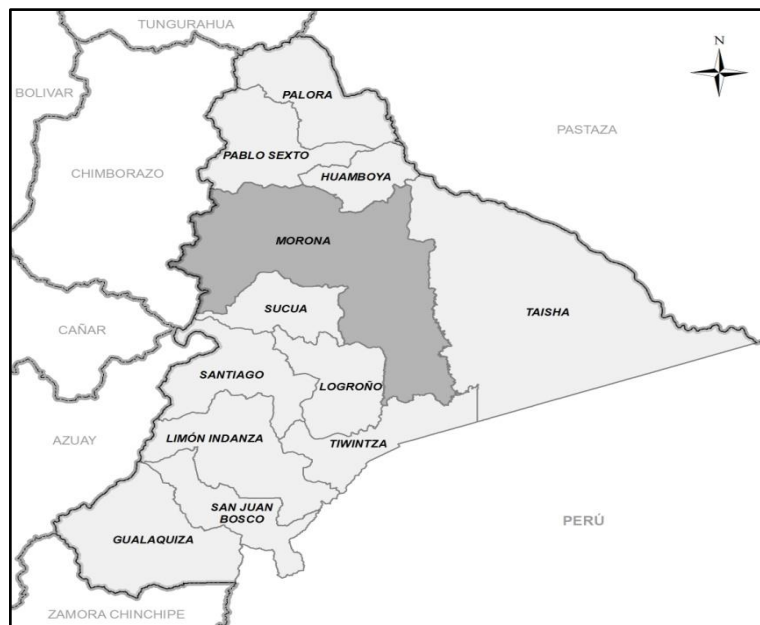 TUNGURAHUA
N
PALORA
BOLIVAR
PASTAZA
PABLO SEXTO
CHIMBORAZO
HUAMBOYA
MORONA
SUCUA
TAISHA
CAÑAR
SANTIAGO
LOGROÑO
AZUAY
LIMÓN INDANZA
TIWINTZA
SAN JUAN
BOSCO
PERÚ
GUALAQUIZA
ZAMORA CHINCHIPE